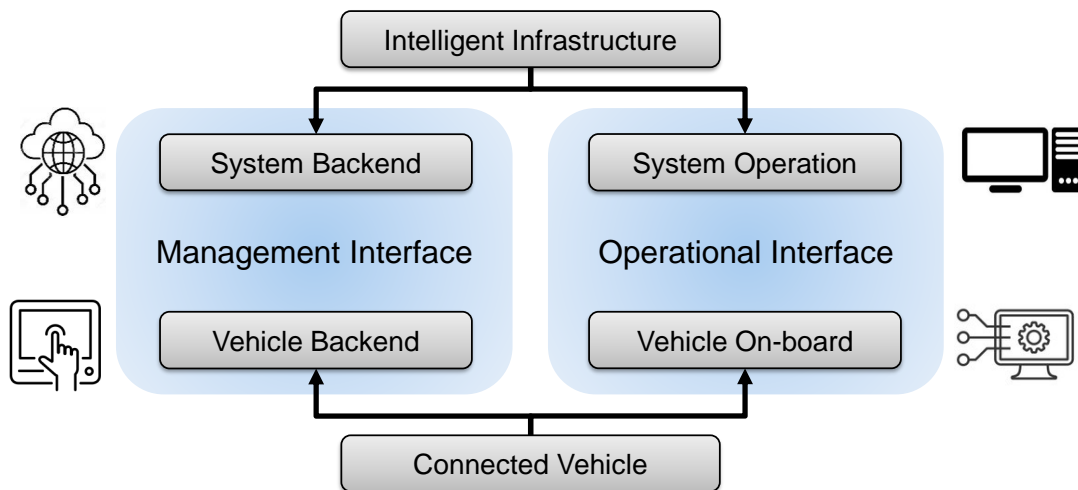 Intelligent Infrastructure
System Backend
System Operation
Management Interface
Operational Interface
Vehicle Backend
Vehicle On-board
Connected Vehicle